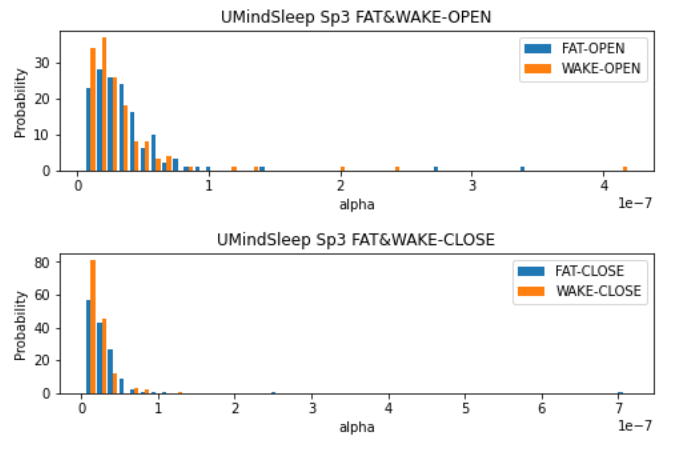 UMindSleep Sp3 FAT&WAKE-OPEN
Probability
30
20
10
0
FAT-OPEN
WAKE-OPEN
0 1 2 3 4
1e-7
alpha
UMindSleep Sp3 FAT&WAKE-CLOSE
Probability
80
60
40
20
0
FAT-CLOSE
WAKE-CLOSE
0 1 2 3 4 5 6 7
1e-7
alpha